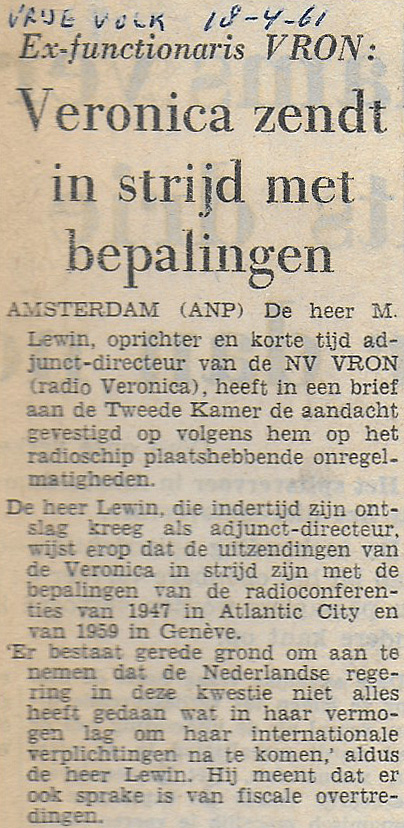 VRIJE VOLK 18-4-61
Ex-functionaris VRON:
Veronica zendt
in strijd met
bepalingen
AMSTERDAM (ANP) De heer M.
Lewin, oprichter en korte tijd ad-
junct-directeur van de NV VRON
(radio Veronica), heeft in een brief
aan de Tweede Kamer de aandacht
gevestigd op volgens hem op het
radioschip plaatshebbende onregel-
matigheden.
De heer Lewin, die indertijd zijn ont-
slag kreeg als adjunct-directeur,
wijst erop dat de uitzendingen van
de Veronica in strijd zijn met de
bepalingen van de radioconferen-
ties van 1947 in Atlantic City en
van 1959 in Genève.
'Er bestaat gerede grond om aan te
nemen dat de Nederlandse rege-
ring in deze kwestie niet alles
heeft gedaan wat in haar vermo-
gen lag om haar internationale
verplichtingen na te komen,' aldus
de heer Lewin. Hij meent dat er
ook sprake is van fiscale overtre-
dingen.